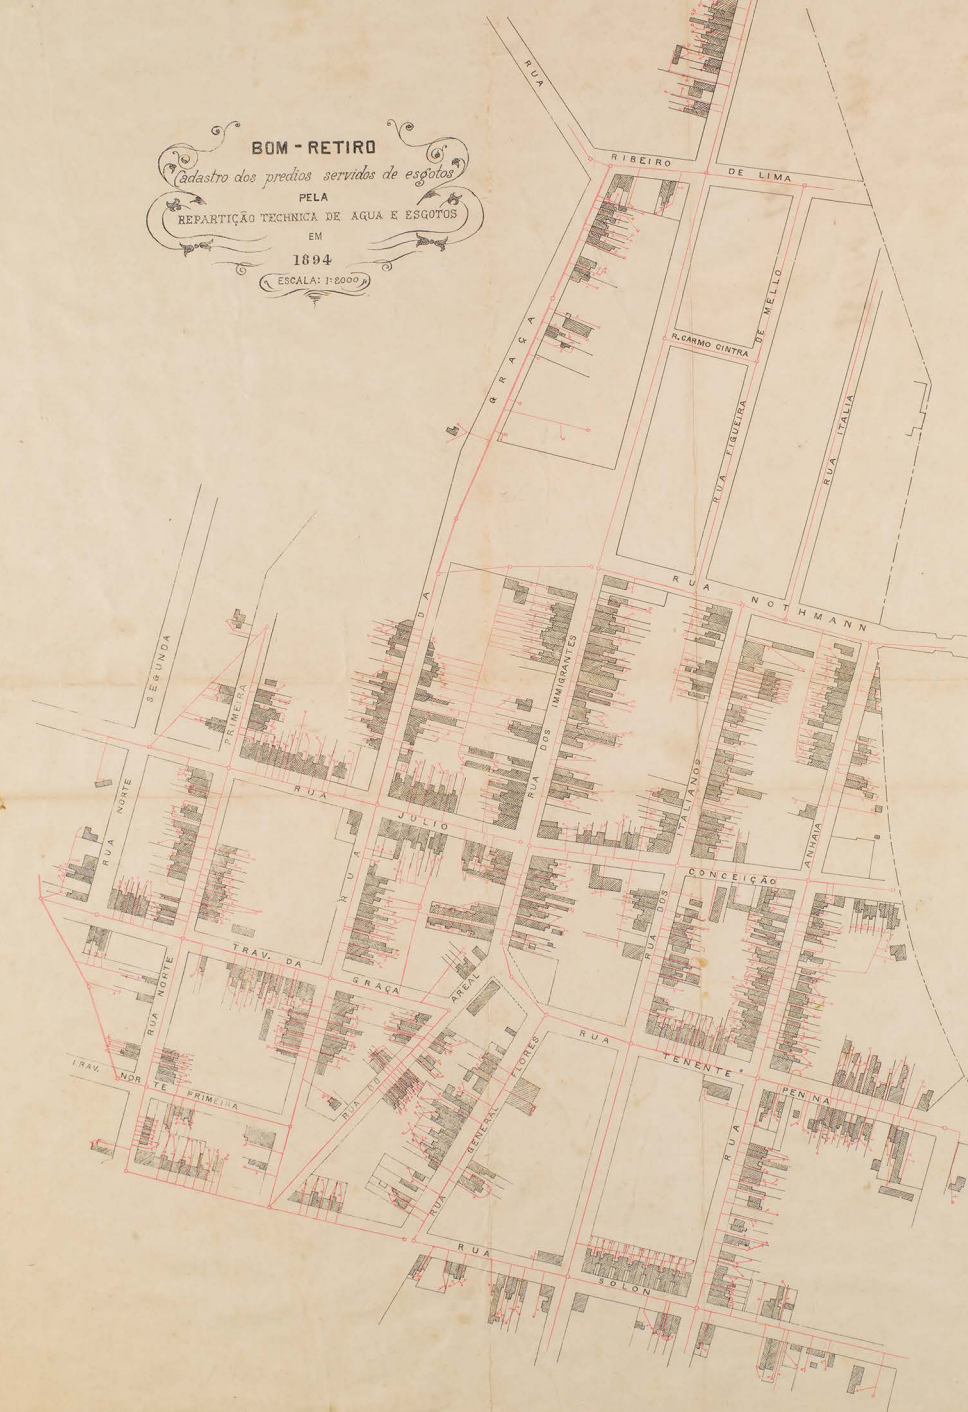 BOM - RETIRO
Cadastro dos predios servidos de esgotos
PELA
REPARTIÇÃO TECHNICA DE AGUA E ESGOTOS
EM
1894
ESCALA: 1:2000
RUA
RIBEIRO
DE LIMA
GRAÇA
DA
RUA
R. CARMO CINTRA
RUA FIGUEIRA
DE MELLO
RUA ITALIA
RUA
NOTHMANN
SEGUNDA
PRIMEIRA
RUA DOS IMMIGRANTES
ITALIANOS
RUA DOS
ANHAIA
RUA
RUA NORTE
RUA
JULIO
CONCEIÇÃO
TRAV. DA
GRAÇA
AREAL
RUA DO
RUA NORTE
TRAV. NORTE PRIMEIRA
RUA GENERAL FLORES
RUA
TENENTE
PENNA
RUA
SOLON